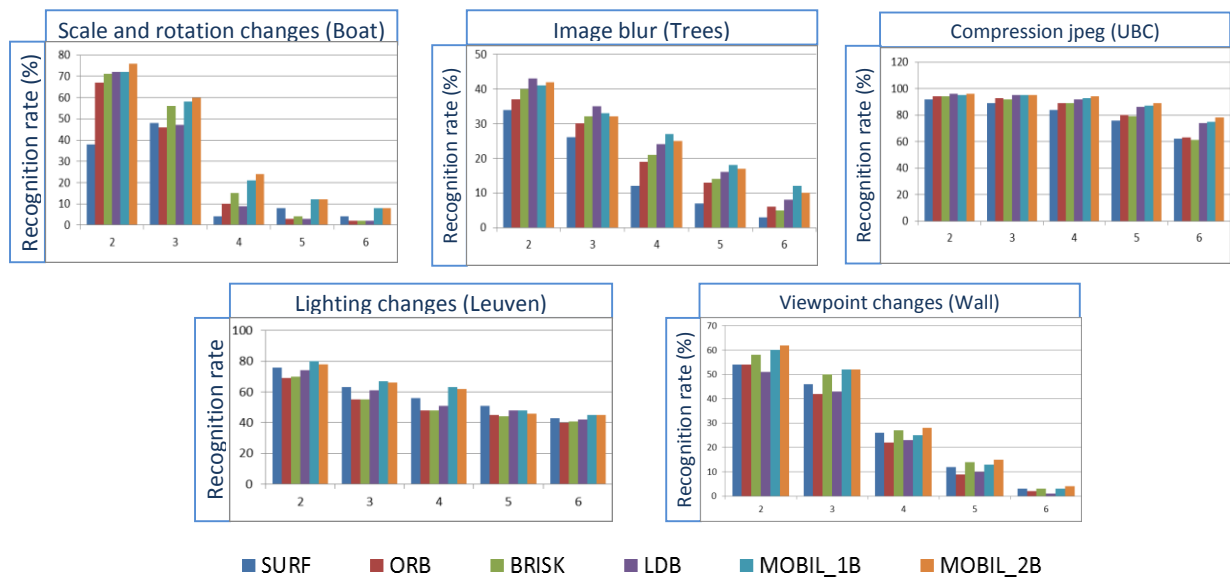 Scale and rotation changes (Boat)
Recognition rate (%)
80
70
60
50
40
30
20
10
0
2 3 4 5 6
Image blur (Trees)
Recognition rate (%)
50
40
30
20
10
0
2 3 4 5 6
Compression jpeg (UBC)
Recognition rate (%)
120
100
80
60
40
20
0
2 3 4 5 6
Lighting changes (Leuven)
Recognition rate
100
80
60
40
20
0
2 3 4 5 6
Viewpoint changes (Wall)
Recognition rate (%)
70
60
50
40
30
20
10
0
2 3 4 5 6
SURF ORB BRISK LDB MOBIL_1B MOBIL_2B